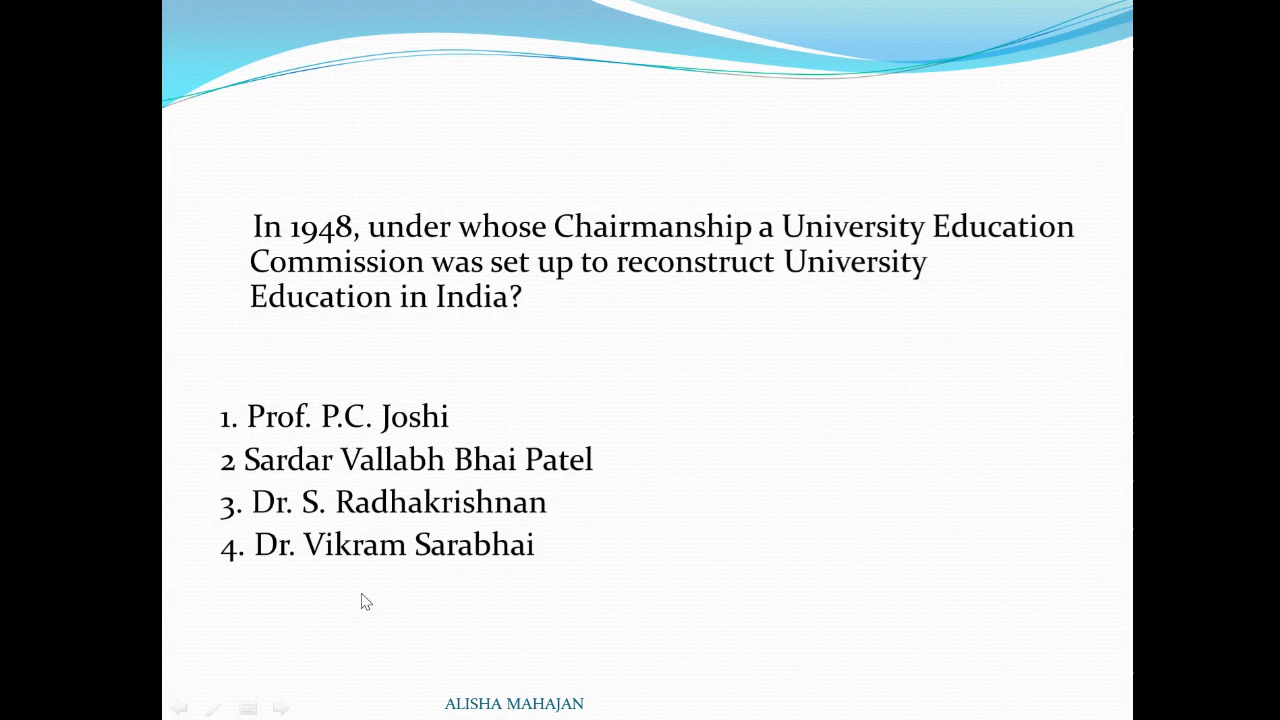 In 1948, under whose Chairmanship a University Education
Commission was set up to reconstruct University
Education in India?
1. Prof. P.C. Joshi
2 Sardar Vallabh Bhai Patel
3. Dr. S. Radhakrishnan
4. Dr. Vikram Sarabhai
ALISHA MAHAJAN